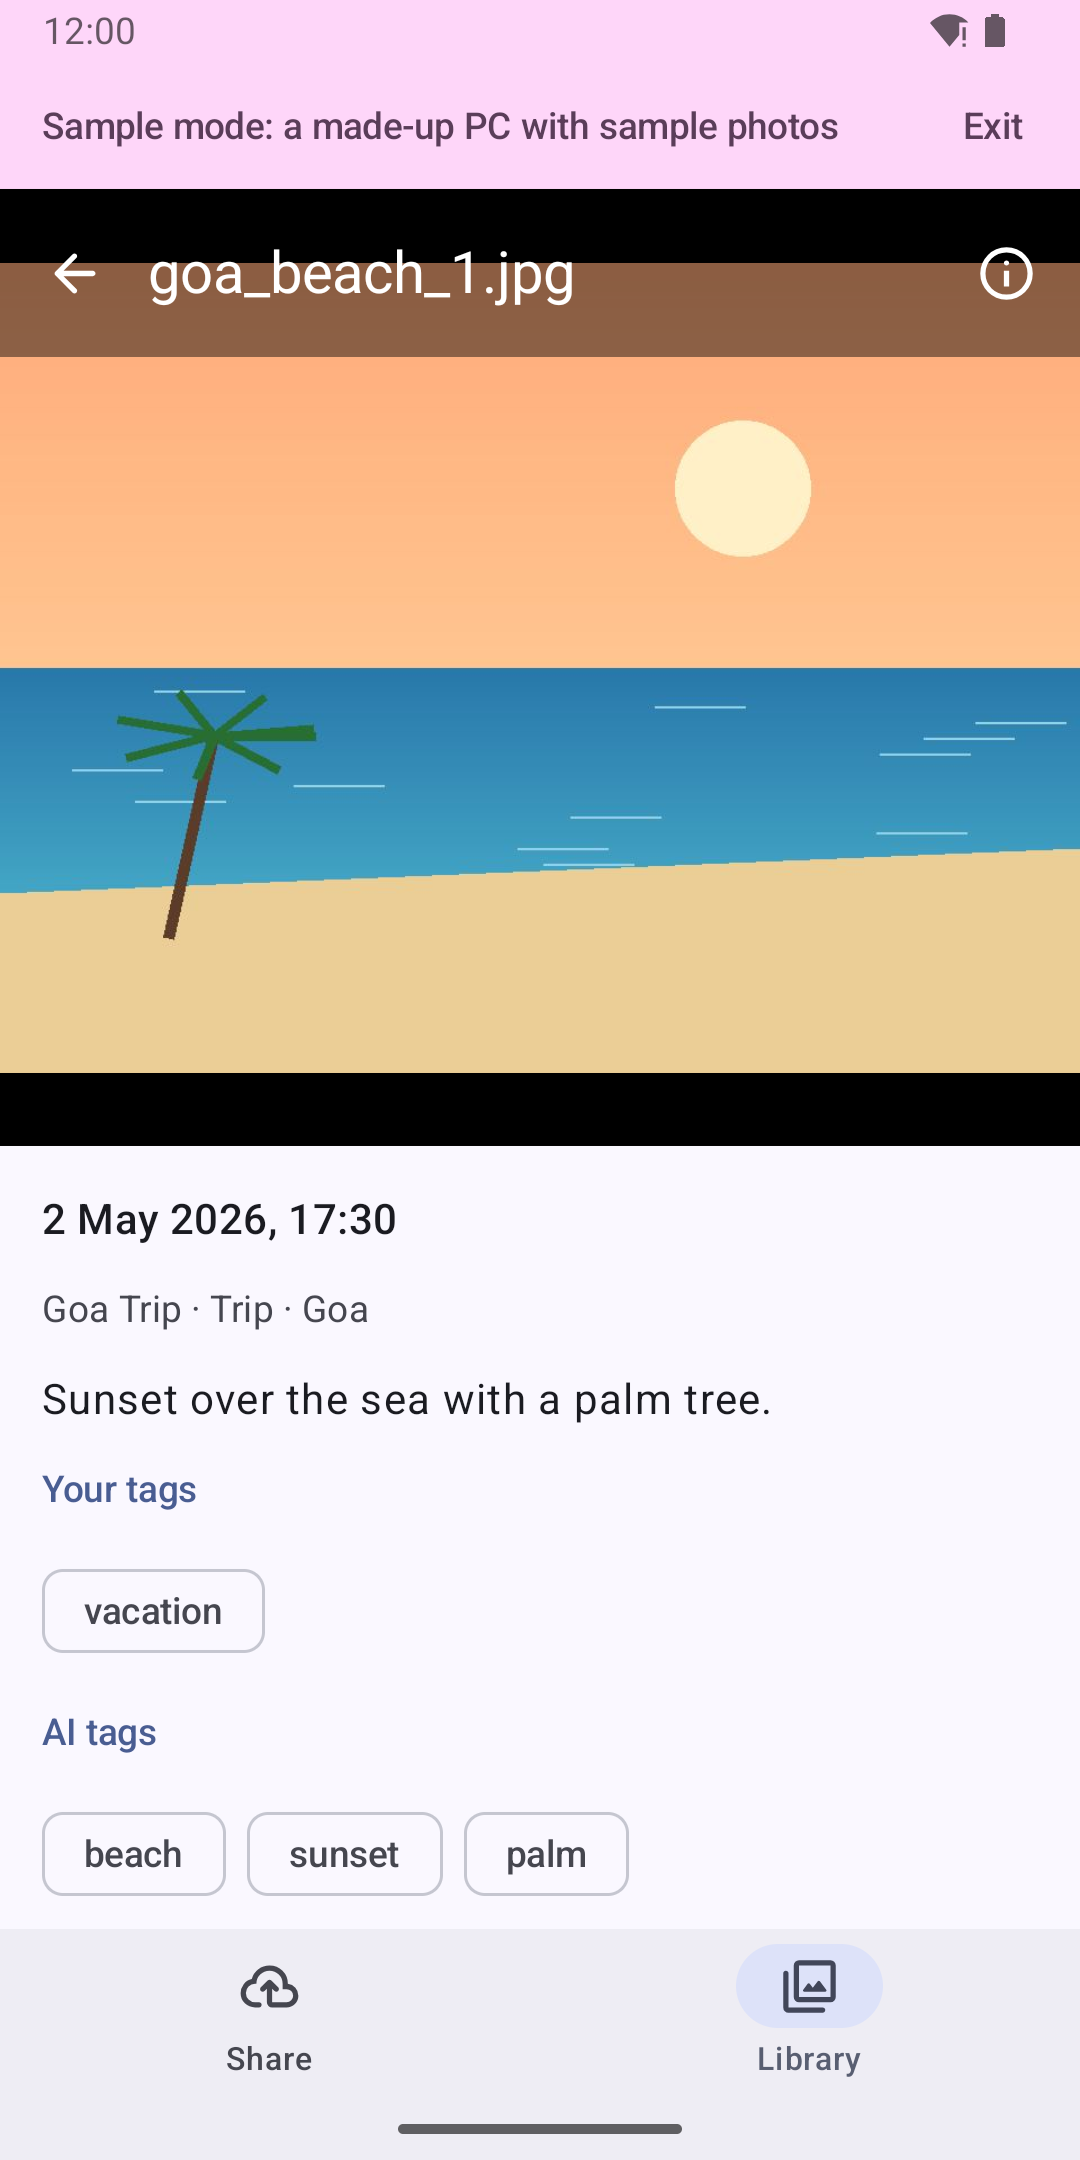 12:00
Sample mode: a made-up PC with sample photos Exit
goa_beach_1.jpg
2 May 2026, 17:30
Goa Trip · Trip · Goa
Sunset over the sea with a palm tree.
Your tags
vacation
AI tags
beach sunset palm
Share Library